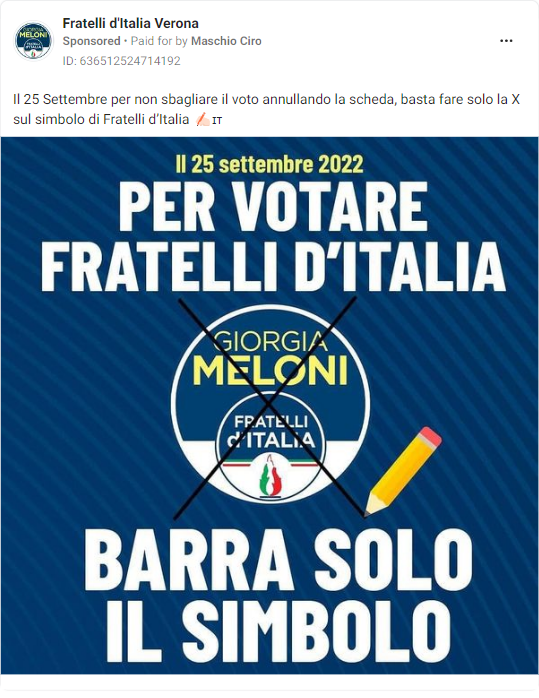 Fratelli d'Italia Verona
Sponsored • Paid for by Maschio Ciro
ID: 636512524714192
Il 25 Settembre per non sbagliare il voto annullando la scheda, basta fare solo la X
sul simbolo di Fratelli d’Italia ✍🏻 IT
Il 25 settembre 2022
PER VOTARE
FRATELLI D’ITALIA
GIORGIA
MELONI
FRATELLI
d'ITALIA
BARRA SOLO
IL SIMBOLO